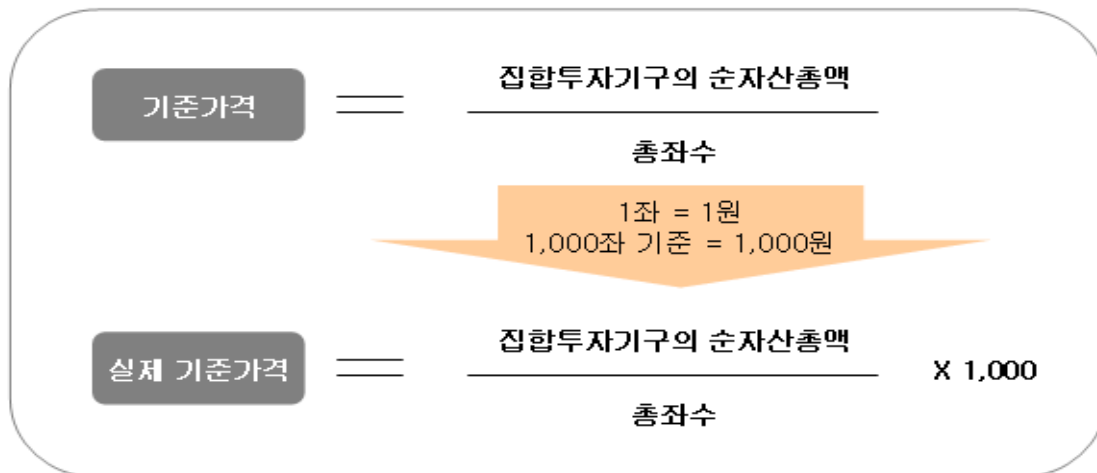 집합투자기구의 순자산총액
기준가격
총좌수
1좌 = 1원
1,000좌 기준 = 1,000원
집합투자기구의 순자산총액
실제 기준가격
X 1,000
총좌수